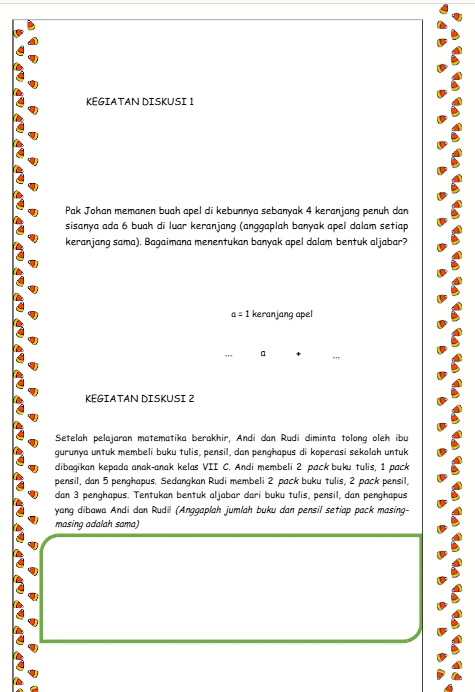 KEGIATAN DISKUSI 1
Pak Johan memanen buah apel di kebunnya sebanyak 4 keranjang penuh dan
sisanya ada 6 buah di luar keranjang (anggaplah banyak apel dalam setiap
keranjang sama). Bagaimana menentukan banyak apel dalam bentuk aljabar?
a = 1 keranjang apel
... a + ...
KEGIATAN DISKUSI 2
Setelah pelajaran matematika berakhir, Andi dan Rudi diminta tolong oleh ibu
gurunya untuk membeli buku tulis, pensil, dan penghapus di koperasi sekolah untuk
dibagikan kepada anak-anak kelas VII C. Andi membeli 2 pack buku tulis, 1 pack
pensil, dan 5 penghapus. Sedangkan Rudi membeli 2 pack buku tulis, 2 pack pensil,
dan 3 penghapus. Tentukan bentuk aljabar dari buku tulis, pensil, dan penghapus
yang dibawa Andi dan Rudi! (Anggaplah jumlah buku dan pensil setiap pack masing-
masing adalah sama)